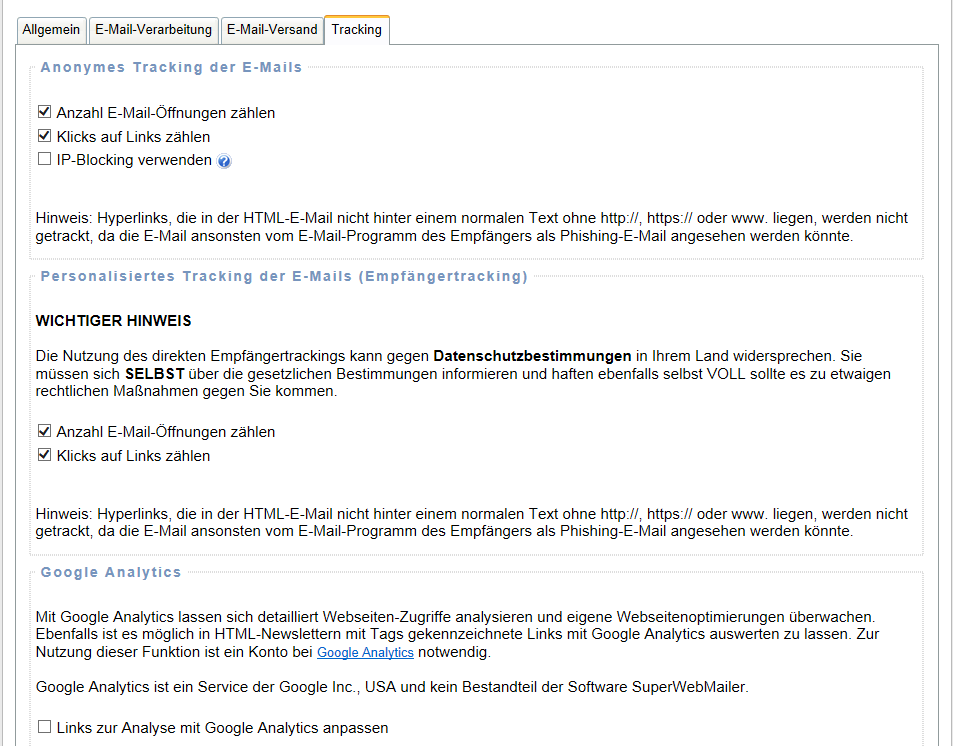 Allgemein E-Mail-Verarbeitung E-Mail-Versand Tracking
Anonymes Tracking der E-Mails
Anzahl E-Mail-Öffnungen zählen
Klicks auf Links zählen
IP-Blocking verwenden ?
Hinweis: Hyperlinks, die in der HTML-E-Mail nicht hinter einem normalen Text ohne http://, https:// oder www. liegen, werden nicht
getrackt, da die E-Mail ansonsten vom E-Mail-Programm des Empfängers als Phishing-E-Mail angesehen werden könnte.
Personalisiertes Tracking der E-Mails (Empfängertracking)
WICHTIGER HINWEIS
Die Nutzung des direkten Empfängertrackings kann gegen Datenschutzbestimmungen in Ihrem Land widersprechen. Sie
müssen sich SELBST über die gesetzlichen Bestimmungen informieren und haften ebenfalls selbst VOLL sollte es zu etwaigen
rechtlichen Maßnahmen gegen Sie kommen.
Anzahl E-Mail-Öffnungen zählen
Klicks auf Links zählen
Hinweis: Hyperlinks, die in der HTML-E-Mail nicht hinter einem normalen Text ohne http://, https:// oder www. liegen, werden nicht
getrackt, da die E-Mail ansonsten vom E-Mail-Programm des Empfängers als Phishing-E-Mail angesehen werden könnte.
Google Analytics
Mit Google Analytics lassen sich detailliert Webseiten-Zugriffe analysieren und eigene Webseitenoptimierungen überwachen.
Ebenfalls ist es möglich in HTML-Newslettern mit Tags gekennzeichnete Links mit Google Analytics auswerten zu lassen. Zur
Nutzung dieser Funktion ist ein Konto bei Google Analytics notwendig.
Google Analytics ist ein Service der Google Inc., USA und kein Bestandteil der Software SuperWebMailer.
Links zur Analyse mit Google Analytics anpassen